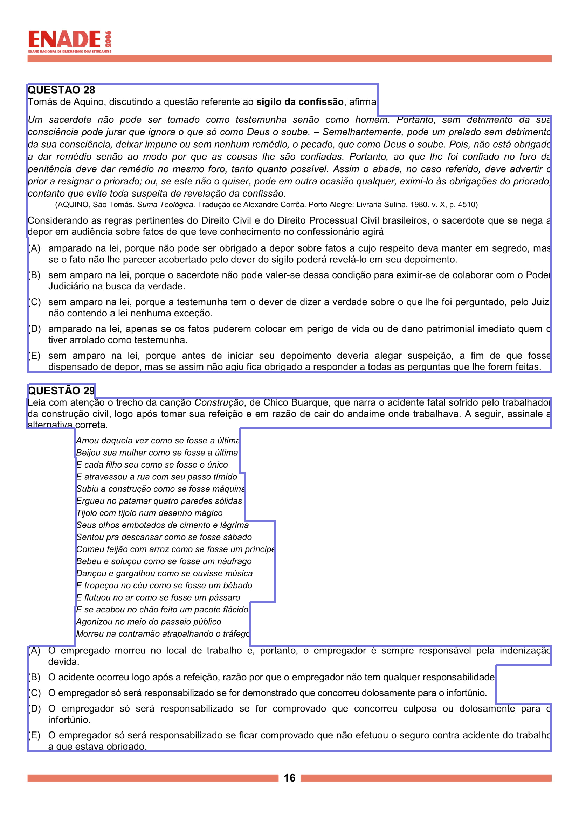 ENADE 2006
EXAME NACIONAL DE DESEMPENHO DOS ESTUDANTES
QUESTÃO 28
Tomás de Aquino, discutindo a questão referente ao sigilo da confissão, afirma
Um sacerdote não pode ser tomado como testemunha senão como homem. Portanto, sem detrimento da sua
consciência pode jurar que ignora o que só como Deus o soube. – Semelhantemente, pode um prelado sem detrimento
da sua consciência, deixar impune ou sem nenhum remédio, o pecado, que como Deus o soube. Pois, não está obrigado
a dar remédio senão ao modo por que as cousas lhe são confiadas. Portanto, ao que lhe foi confiado no foro da
penitência deve dar remédio no mesmo foro, tanto quanto possível. Assim o abade, no caso referido, deve advertir o
prior a resignar o priorado; ou, se este não o quiser, pode em outra ocasião qualquer, eximi-lo às obrigações do priorado,
contanto que evite toda suspeita de revelação da confissão.
(AQUINO, São Tomás. Suma Teológica. Tradução de Alexandre Corrêa. Porto Alegre: Livraria Sulina. 1980. v. X, p. 4510)
Considerando as regras pertinentes do Direito Civil e do Direito Processual Civil brasileiros, o sacerdote que se nega a
depor em audiência sobre fatos de que teve conhecimento no confessionário agirá
(A) amparado na lei, porque não pode ser obrigado a depor sobre fatos a cujo respeito deva manter em segredo, mas
se o fato não lhe parecer acobertado pelo dever do sigilo poderá revelá-lo em seu depoimento.
(B) sem amparo na lei, porque o sacerdote não pode valer-se dessa condição para eximir-se de colaborar com o Poder
Judiciário na busca da verdade.
(C) sem amparo na lei, porque a testemunha tem o dever de dizer a verdade sobre o que lhe foi perguntado, pelo Juiz,
não contendo a lei nenhuma exceção.
(D) amparado na lei, apenas se os fatos puderem colocar em perigo de vida ou de dano patrimonial imediato quem o
tiver arrolado como testemunha.
(E) sem amparo na lei, porque antes de iniciar seu depoimento deveria alegar suspeição, a fim de que fosse
dispensado de depor, mas se assim não agiu fica obrigado a responder a todas as perguntas que lhe forem feitas.
QUESTÃO 29
Leia com atenção o trecho da canção Construção, de Chico Buarque, que narra o acidente fatal sofrido pelo trabalhador
da construção civil, logo após tomar sua refeição e em razão de cair do andaime onde trabalhava. A seguir, assinale a
alternativa correta.
Amou daquela vez como se fosse a última
Beijou sua mulher como se fosse a última
E cada filho seu como se fosse o único
E atravessou a rua com seu passo tímido
Subiu a construção como se fosse máquina
Ergueu no patamar quatro paredes sólidas
Tijolo com tijolo num desenho mágico
Seus olhos embotados de cimento e lágrima
Sentou pra descansar como se fosse sábado
Comeu feijão com arroz como se fosse um príncipe
Bebeu e soluçou como se fosse um náufrago
Dançou e gargalhou como se ouvisse música
E tropeçou no céu como se fosse um bêbado
E flutuou no ar como se fosse um pássaro
E se acabou no chão feito um pacote flácido
Agonizou no meio do passeio público
Morreu na contramão atrapalhando o tráfego
(A) O empregado morreu no local de trabalho e, portanto, o empregador é sempre responsável pela indenização
devida.
(B) O acidente ocorreu logo após a refeição, razão por que o empregador não tem qualquer responsabilidade.
(C) O empregador só será responsabilizado se for demonstrado que concorreu dolosamente para o infortúnio.
(D) O empregador só será responsabilizado se for comprovado que concorreu culposa ou dolosamente para o
infortúnio.
(E) O empregador só será responsabilizado se ficar comprovado que não efetuou o seguro contra acidente do trabalho
a que estava obrigado.
16